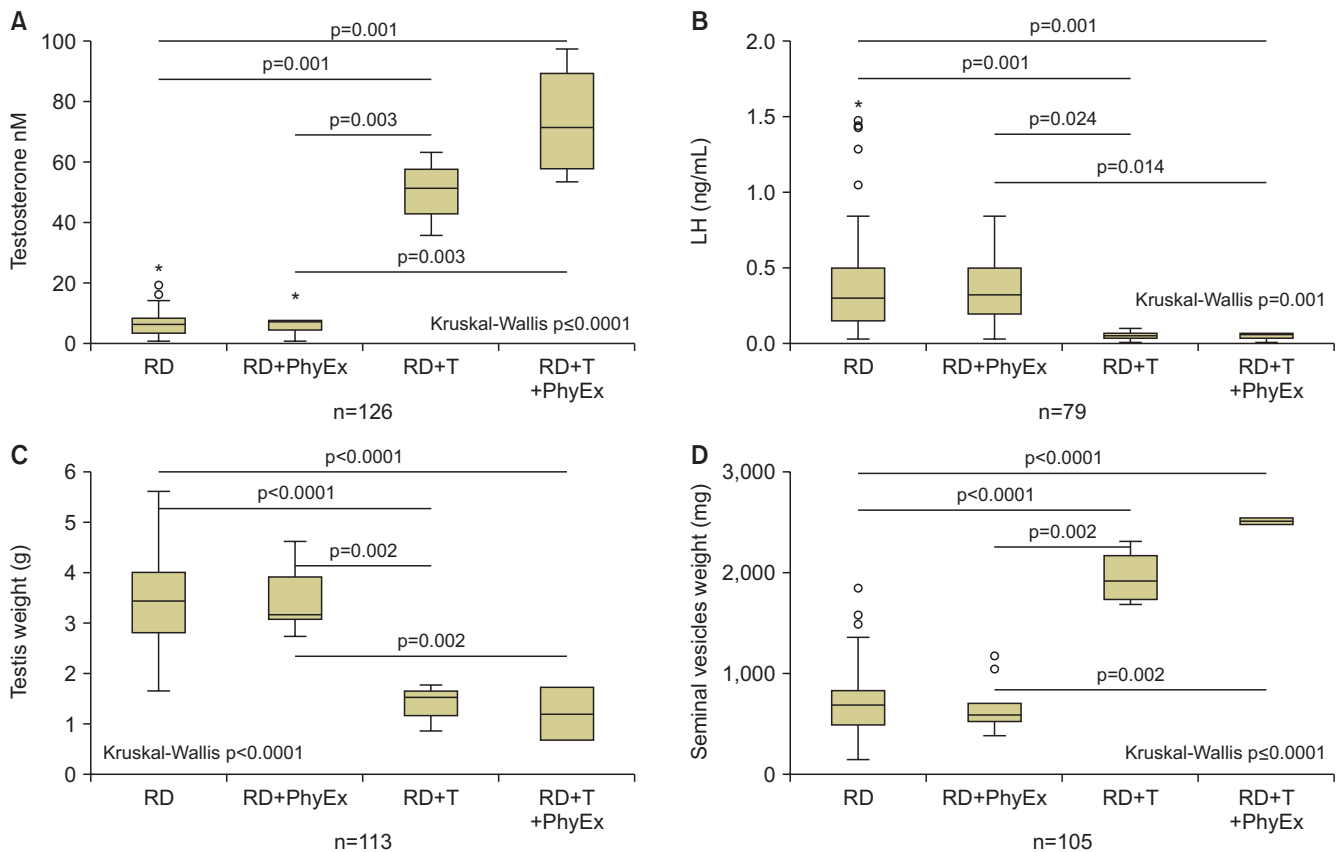 A
Testosterone nM
100
80
60
40
20
0
p=0.001
p=0.001
p=0.003
p=0.003
*
*
Kruskal-Wallis p≤0.0001
RD
RD+PhyEx
RD+T
RD+T
+PhyEx
n=126
B
LH (ng/mL)
2.0
1.5
1.0
0.5
0.0
p=0.001
p=0.001
p=0.024
p=0.014
*
Kruskal-Wallis p=0.001
RD
RD+PhyEx
RD+T
RD+T
+PhyEx
n=79
C
Testis weight (g)
6
5
4
3
2
1
0
p<0.0001
p<0.0001
p=0.002
p=0.002
Kruskal-Wallis p<0.0001
RD
RD+PhyEx
RD+T
RD+T
+PhyEx
n=113
D
Seminal vesicles weight (mg)
3,000
2,000
1,000
0
p<0.0001
p<0.0001
p=0.002
p=0.002
Kruskal-Wallis p≤0.0001
RD
RD+PhyEx
RD+T
RD+T
+PhyEx
n=105